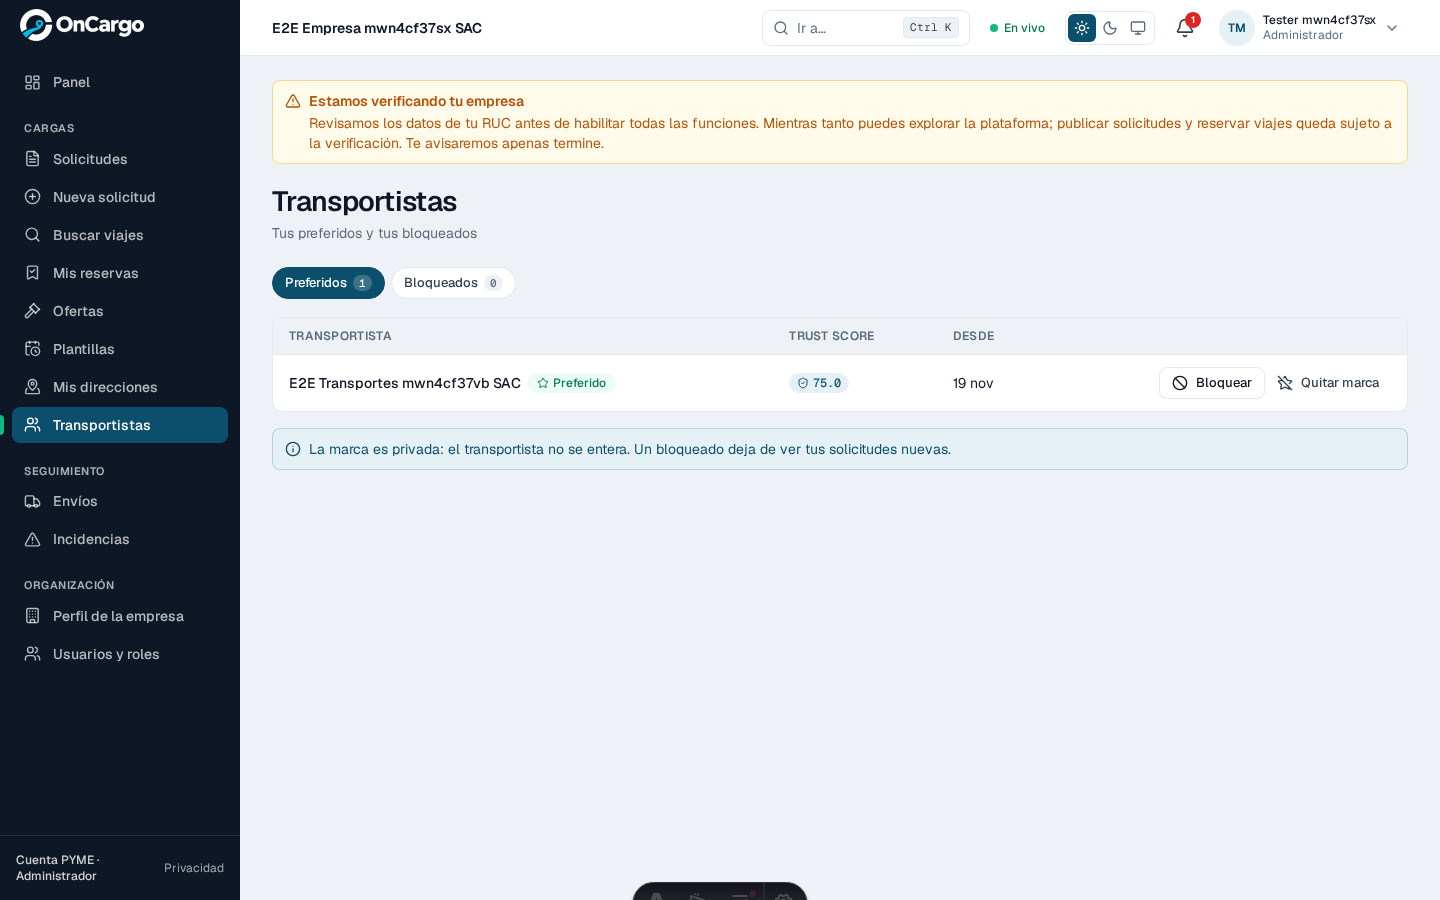 OnCargo
E2E Empresa mwn4cf37sx SAC
Ir a...
Ctrl K
En vivo
1
TM
Tester mwn4cf37sx
Administrador
Panel
CARGAS
Solicitudes
Nueva solicitud
Buscar viajes
Mis reservas
Ofertas
Plantillas
Mis direcciones
Transportistas
SEGUIMIENTO
Envíos
Incidencias
ORGANIZACIÓN
Perfil de la empresa
Usuarios y roles
Cuenta PYME ·
Administrador
Privacidad
Estamos verificando tu empresa
Revisamos los datos de tu RUC antes de habilitar todas las funciones. Mientras tanto puedes explorar la plataforma; publicar solicitudes y reservar viajes queda sujeto a
la verificación. Te avisaremos apenas termine.
Transportistas
Tus preferidos y tus bloqueados
Preferidos 1
Bloqueados 0
TRANSPORTISTA TRUST SCORE DESDE
E2E Transportes mwn4cf37vb SAC Preferido 75.0 19 nov Bloquear Quitar marca
La marca es privada: el transportista no se entera. Un bloqueado deja de ver tus solicitudes nuevas.